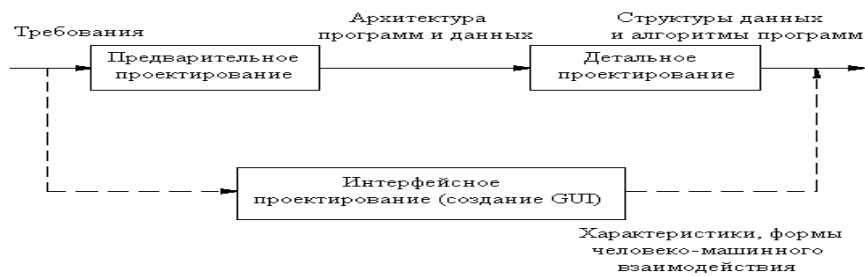 Требования
Архитектура
программ и данных
Структуры данных
и алгоритмы программ
Предварительное
проектирование
Детальное
проектирование
Интерфейсное
проектирование (создание GUI)
Характеристики, формы
человеко-машинного
взаимодействия